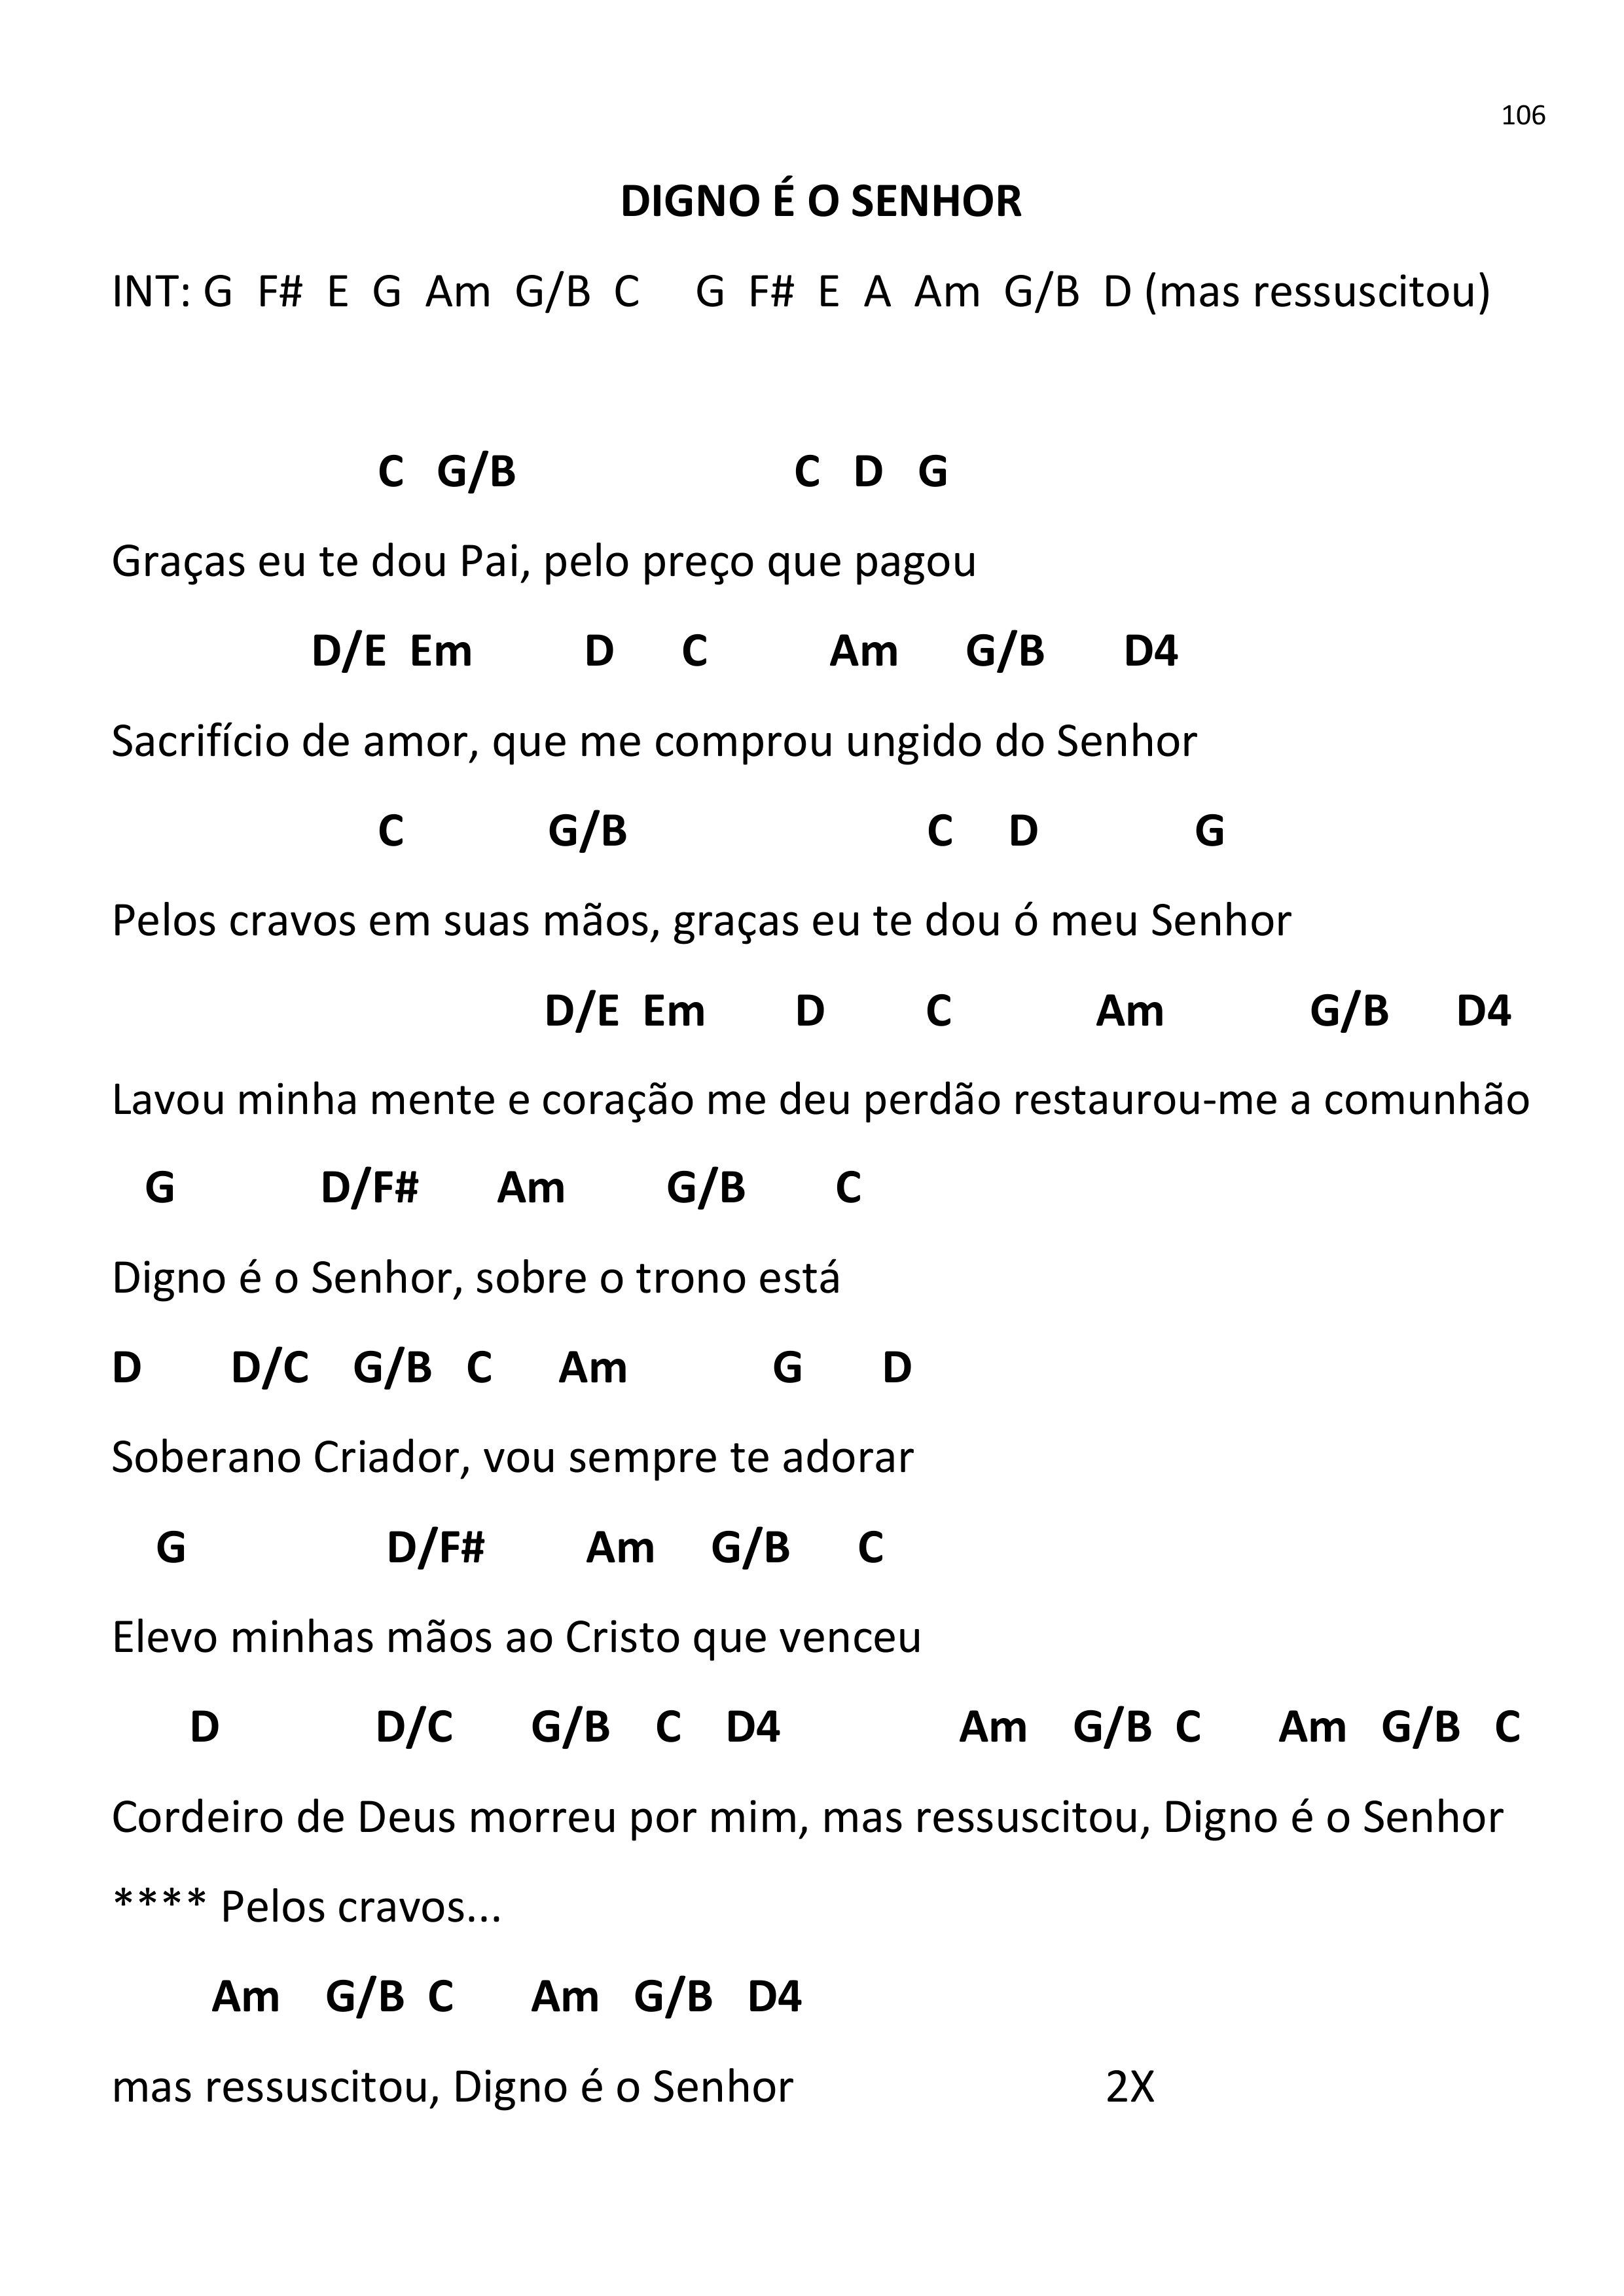 106
DIGNO É O SENHOR
INT: G F# E G Am G/B C G F# E A Am G/B D (mas ressuscitou)
C G/B C D G
Graças eu te dou Pai, pelo preço que pagou
D/E Em D C Am G/B D4
Sacrifício de amor, que me comprou ungido do Senhor
C G/B C D G
Pelos cravos em suas mãos, graças eu te dou ó meu Senhor
D/E Em D C Am G/B D4
Lavou minha mente e coração me deu perdão restaurou-me a comunhão
G D/F# Am G/B C
Digno é o Senhor, sobre o trono está
D D/C G/B C Am G D
Soberano Criador, vou sempre te adorar
G D/F# Am G/B C
Elevo minhas mãos ao Cristo que venceu
D D/C G/B C D4 Am G/B C Am G/B C
Cordeiro de Deus morreu por mim, mas ressuscitou, Digno é o Senhor
**** Pelos cravos...
Am G/B C Am G/B D4
mas ressuscitou, Digno é o Senhor 2X